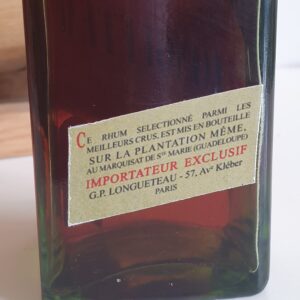 CE RHUM SELECTIONNÉ PARMI LES
MEILLEURS CRUS, EST MIS EN BOUTEILLE
SUR LA PLANTATION MÊME,
AU MARQUISAT DE Ste MARIE (GUADELOUPE)
IMPORTATEUR EXCLUSIF
G.P. LONGUETEAU - 57, Ave Kléber
PARIS